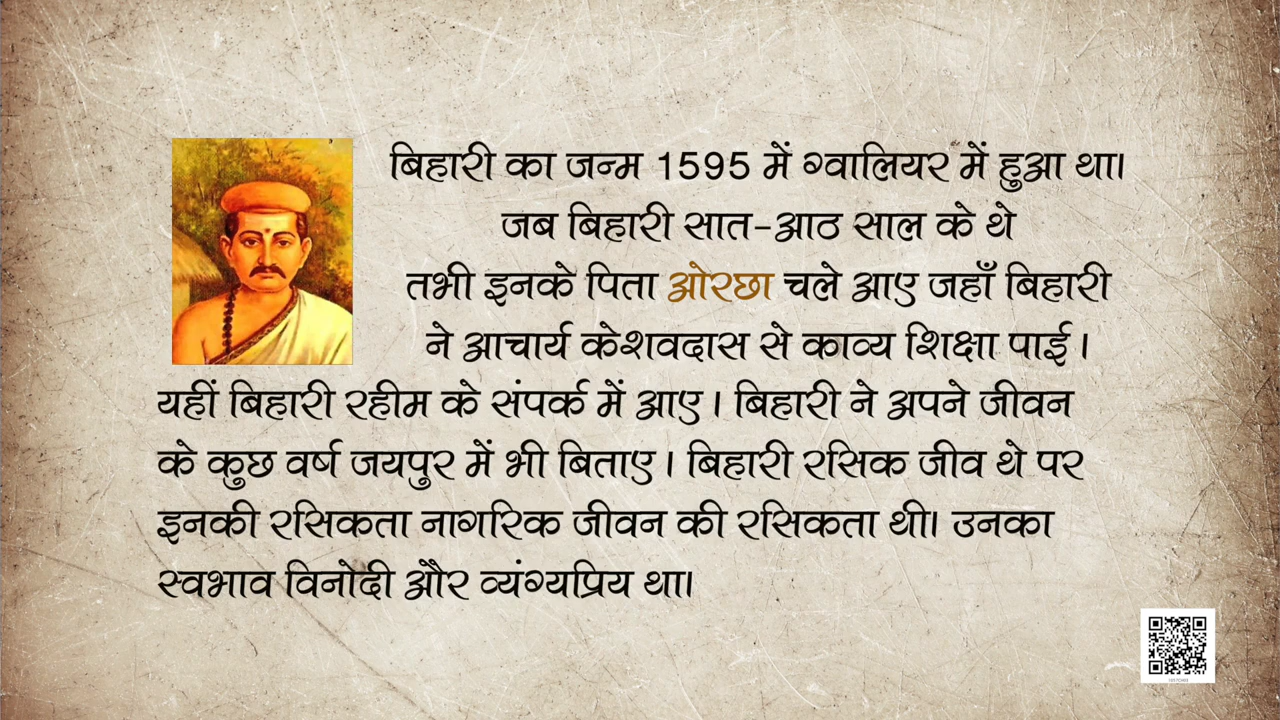 बिहारी का जन्म 1595 में ग्वालियर में हुआ था।
जब बिहारी सात-आठ साल के थे
तभी इनके पिता ओरछा चले आए जहाँ बिहारी
ने आचार्य केशवदास से काव्य शिक्षा पाई ।
यहीं बिहारी रहीम के संपर्क में आए । बिहारी ने अपने जीवन
के कुछ वर्ष जयपुर में भी बिताए । बिहारी रसिक जीव थे पर
इनकी रसिकता नागरिक जीवन की रसिकता थी। उनका
स्वभाव विनोदी और व्यंग्यप्रिय था।